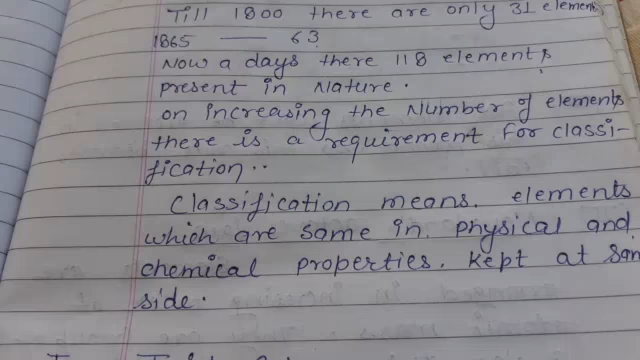 Till 1800 there are only 31 elements
1865 — 63
Now a days there 118 elements
present in Nature.
on increasing the Number of elements
there is a requirement for classi-
fication..
Classification means. elements
which are same in. physical and
chemical properties. kept at sam
side.